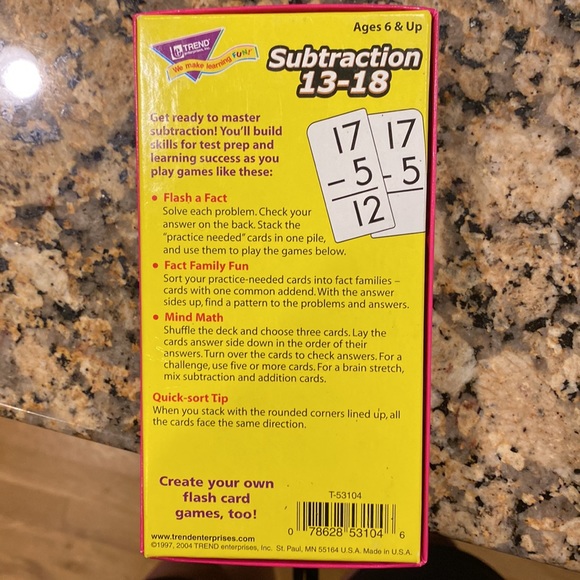 Ages 6 & Up
TREND
enterprises, Inc.
We make learning FUN!
Subtraction
13-18
Get ready to master
subtraction! You'll build
skills for test prep and
learning success as you
play games like these:
17
- 5
12
17
- 5
• Flash a Fact
Solve each problem. Check your
answer on the back. Stack the
"practice needed" cards in one pile,
and use them to play the games below.
• Fact Family Fun
Sort your practice-needed cards into fact families –
cards with one common addend. With the answer
sides up, find a pattern to the problems and answers.
• Mind Math
Shuffle the deck and choose three cards. Lay the
cards answer side down in the order of their
answers. Turn over the cards to check answers. For a
challenge, use five or more cards. For a brain stretch,
mix subtraction and addition cards.
Quick-sort Tip
When you stack with the rounded corners lined up, all
the cards face the same direction.
Create your own
flash card
games, too!
T-53104
0 78628 53104 6
www.trendenterprises.com
©1997, 2004 TREND enterprises, Inc. St. Paul, MN 55164 U.S.A. Made in U.S.A.